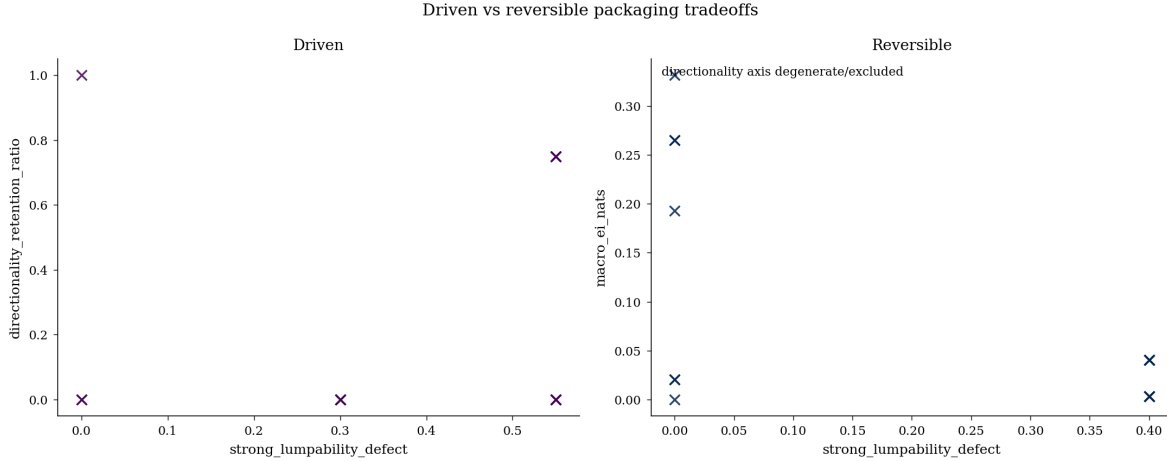 Driven vs reversible packaging tradeoffs
Driven
directionality_retention_ratio
1.0
0.8
0.6
0.4
0.2
0.0
0.0 0.1 0.2 0.3 0.4 0.5
strong_lumpability_defect
Reversible
directionality axis degenerate/excluded
macro_ei_nats
0.30
0.25
0.20
0.15
0.10
0.05
0.00
0.00 0.05 0.10 0.15 0.20 0.25 0.30 0.35 0.40
strong_lumpability_defect